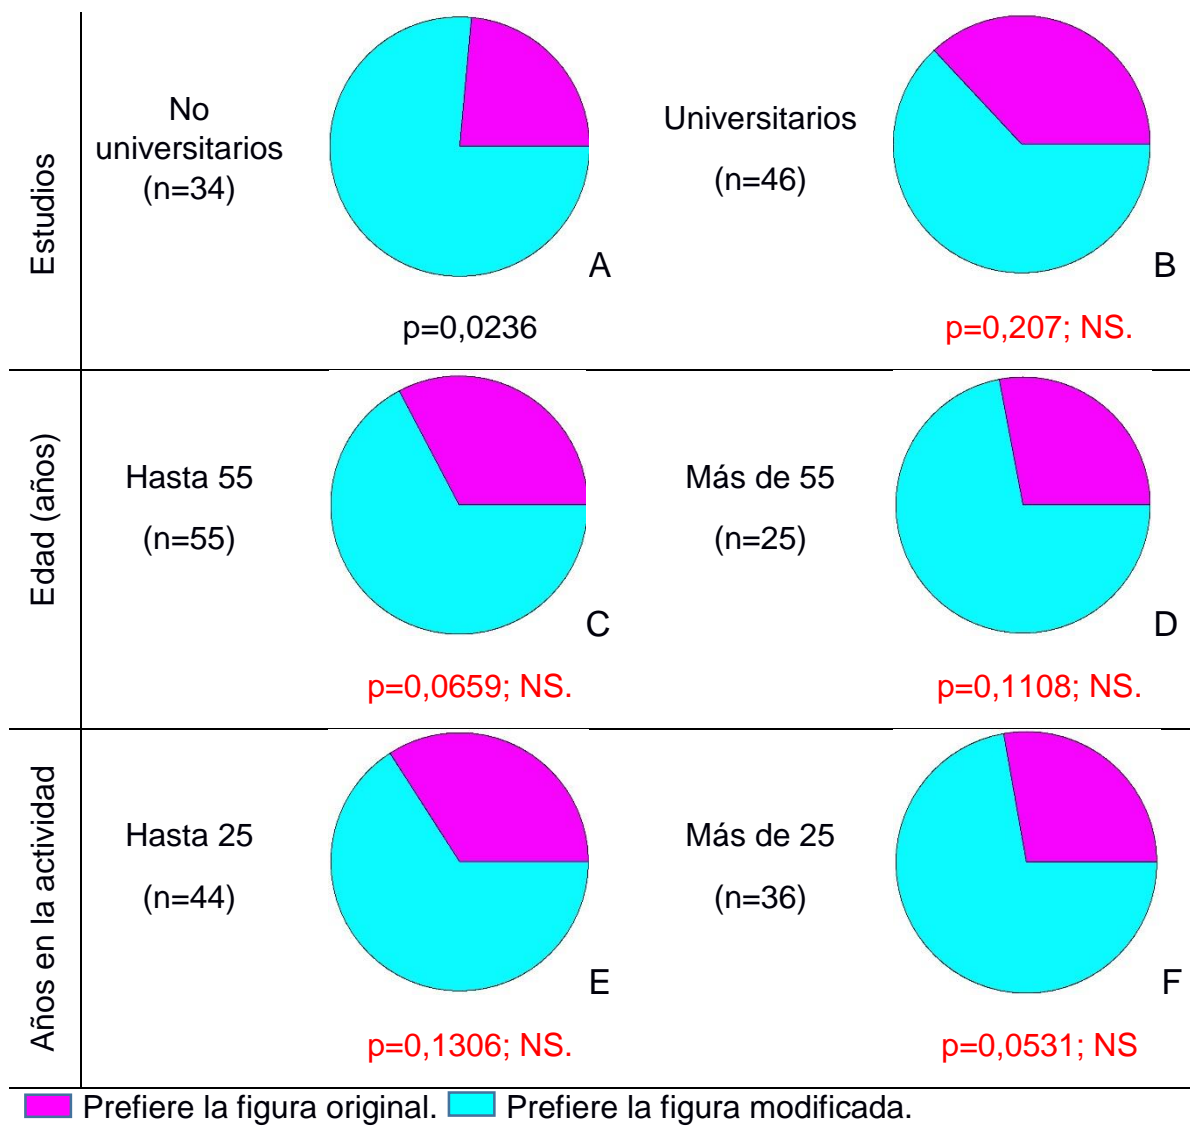 Estudios
No
universitarios
(n=34)
A
p=0,0236
Universitarios
(n=46)
B
p=0,207; NS.
Edad (años)
Hasta 55
(n=55)
C
p=0,0659; NS.
Más de 55
(n=25)
D
p=0,1108; NS.
Años en la actividad
Hasta 25
(n=44)
E
p=0,1306; NS.
Más de 25
(n=36)
F
p=0,0531; NS
Prefiere la figura original. Prefiere la figura modificada.